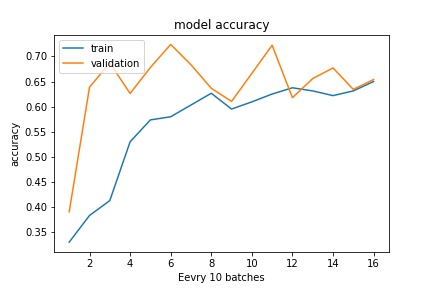 model accuracy
train
validation
accuracy
0.70
0.65
0.60
0.55
0.50
0.45
0.40
0.35
2 4 6 8 10 12 14 16
Eevry 10 batches